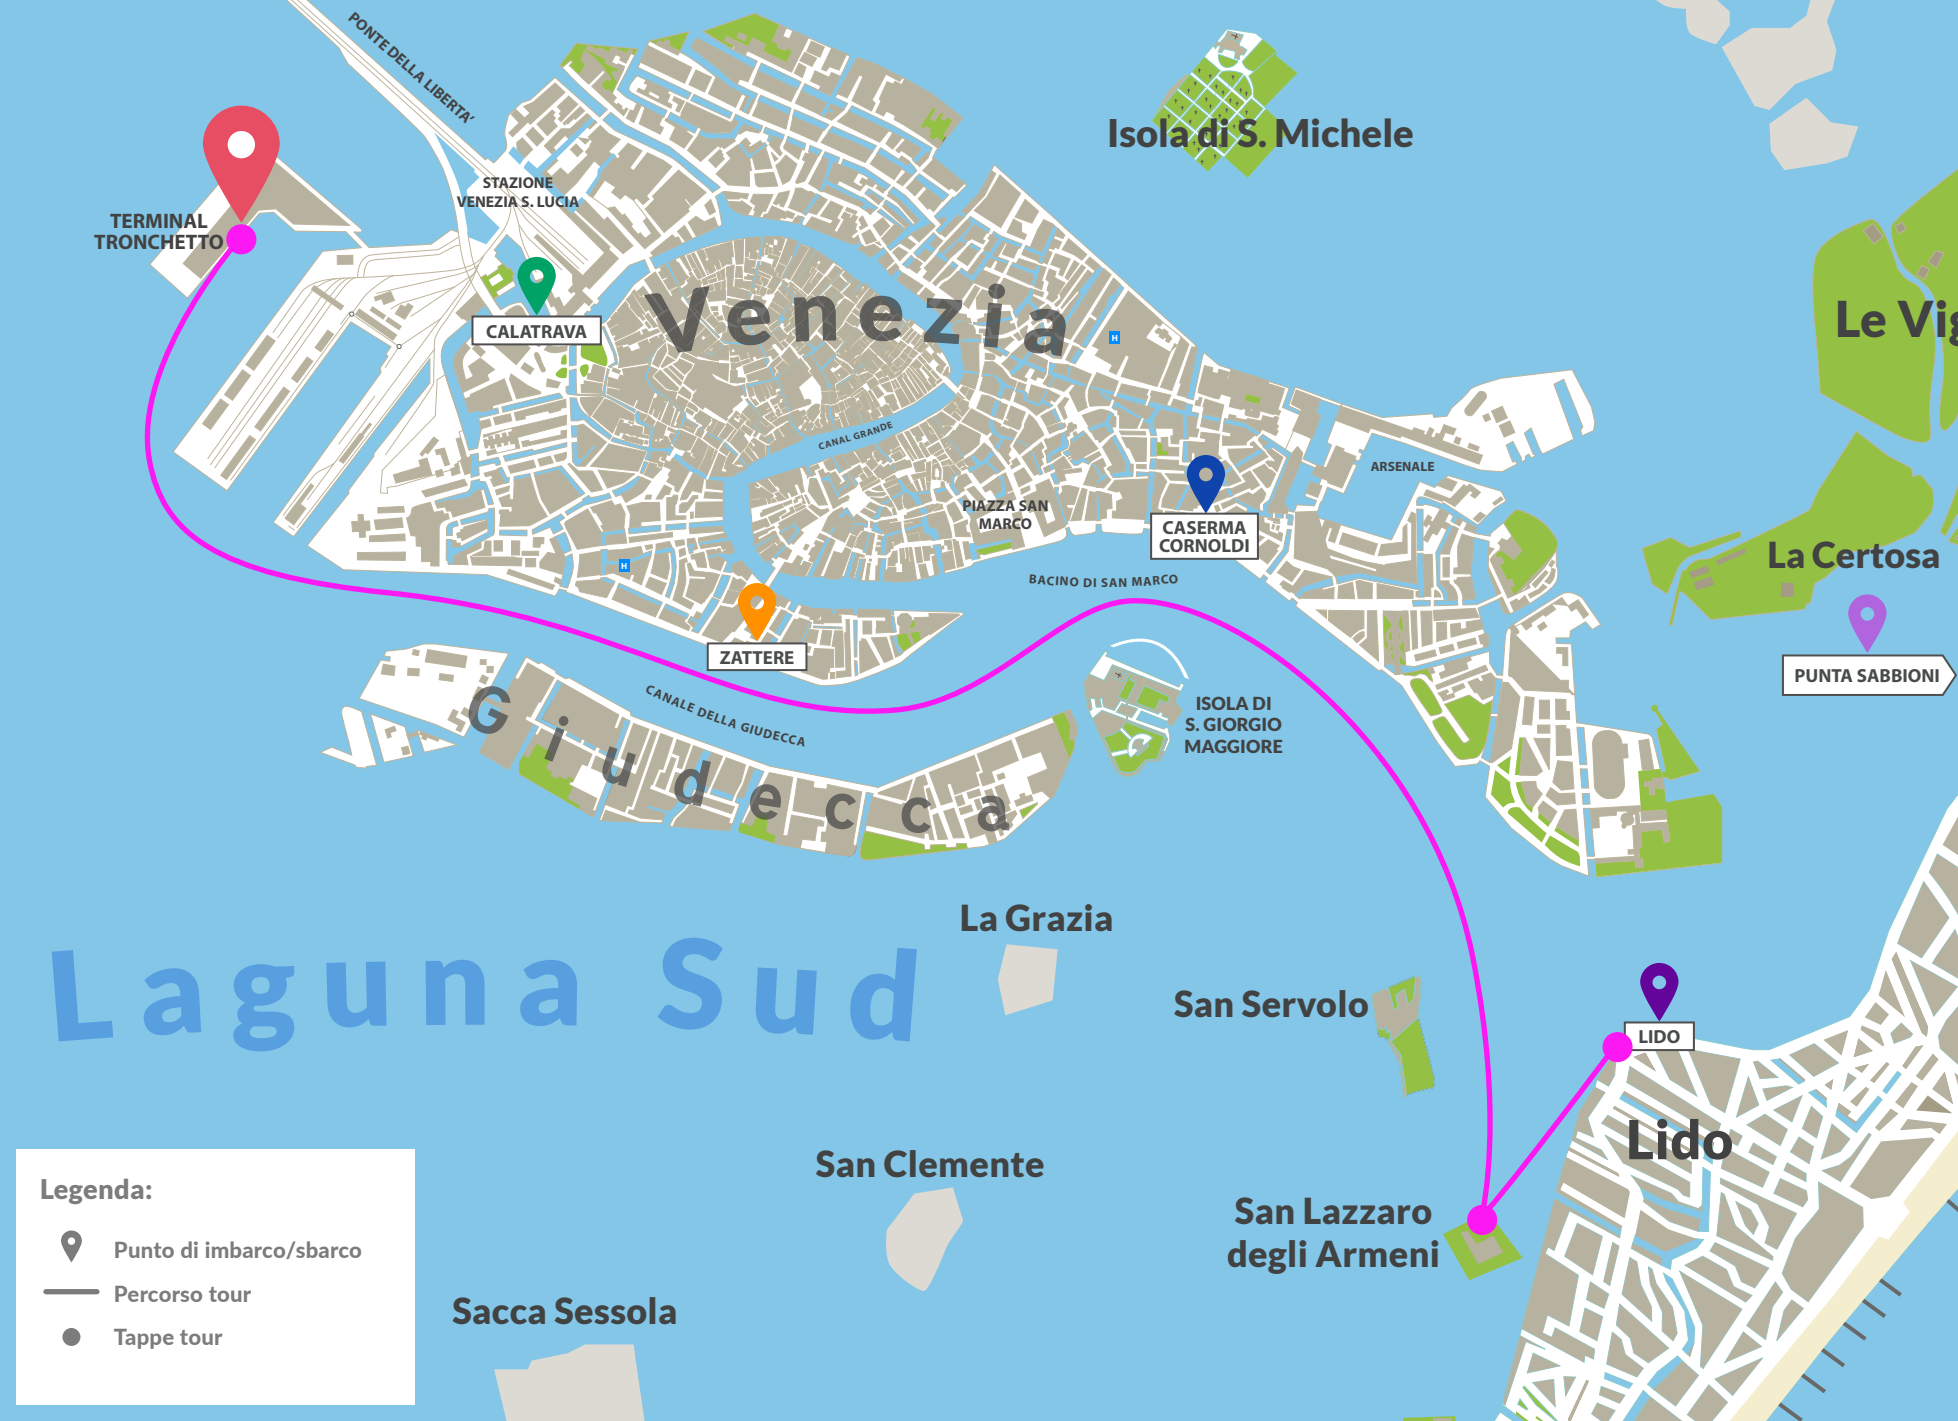 PONTE DELLA LIBERTA'
Isola di S. Michele
STAZIONE
VENEZIA S. LUCIA
TERMINAL
TRONCHETTO
CALATRAVA
Venezia
H
CANAL GRANDE
ARSENALE
PIAZZA SAN
MARCO
CASERMA
CORNOLDI
H
BACINO DI SAN MARCO
La Certosa
ZATTERE
PUNTA SABBIONI
CANALE DELLA GIUDECCA
ISOLA DI
S. GIORGIO
MAGGIORE
Giudecca
La Grazia
Laguna Sud
San Servolo
LIDO
Lido
San Clemente
San Lazzaro
degli Armeni
Sacca Sessola
Legenda:
Punto di imbarco/sbarco
Percorso tour
Tappe tour